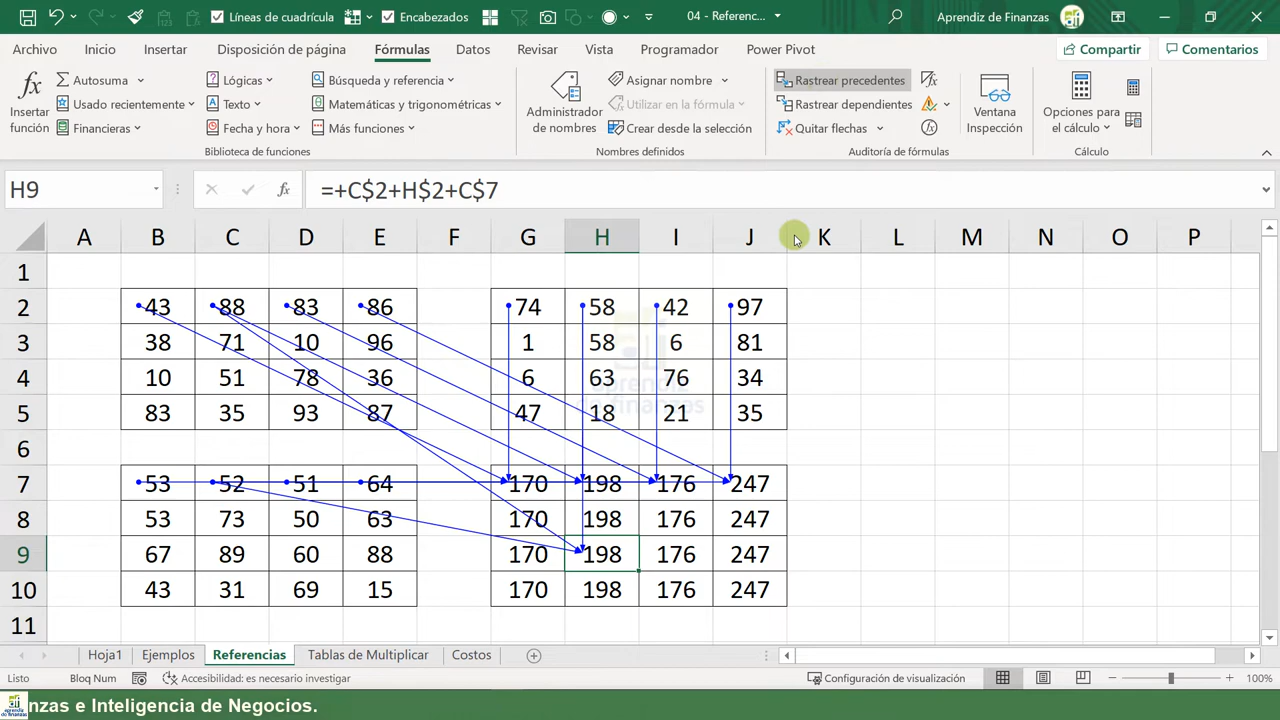 Líneas de cuadrícula Encabezados 04 - Referenc... Aprendiz de Finanzas
Archivo Inicio Insertar Disposición de página Fórmulas Datos Revisar Vista Programador Power Pivot Compartir Comentarios
fx Insertar función
Autosuma
Usado recientemente
Financieras
Lógicas
Texto
Fecha y hora
Búsqueda y referencia
Matemáticas y trigonométricas
Más funciones
Biblioteca de funciones
Administrador de nombres
Asignar nombre
Utilizar en la fórmula
Crear desde la selección
Nombres definidos
Rastrear precedentes
Rastrear dependientes
Quitar flechas
Ventana Inspección
Auditoría de fórmulas
Opciones para el cálculo
Cálculo
H9 fx =+C$2+H$2+C$7
A B C D E F G H I J K L M N O P
1
2 43 88 83 86 74 58 42 97
3 38 71 10 96 1 58 6 81
4 10 51 78 36 6 63 76 34
5 83 35 93 87 47 18 21 35
6
7 53 52 51 64 170 198 176 247
8 53 73 50 63 170 198 176 247
9 67 89 60 88 170 198 176 247
10 43 31 69 15 170 198 176 247
11
aprendiz
de finanzas
Hoja1 Ejemplos Referencias Tablas de Multiplicar Costos
Listo Bloq Num Accesibilidad: es necesario investigar Configuración de visualización 100%
nanzas e Inteligencia de Negocios.